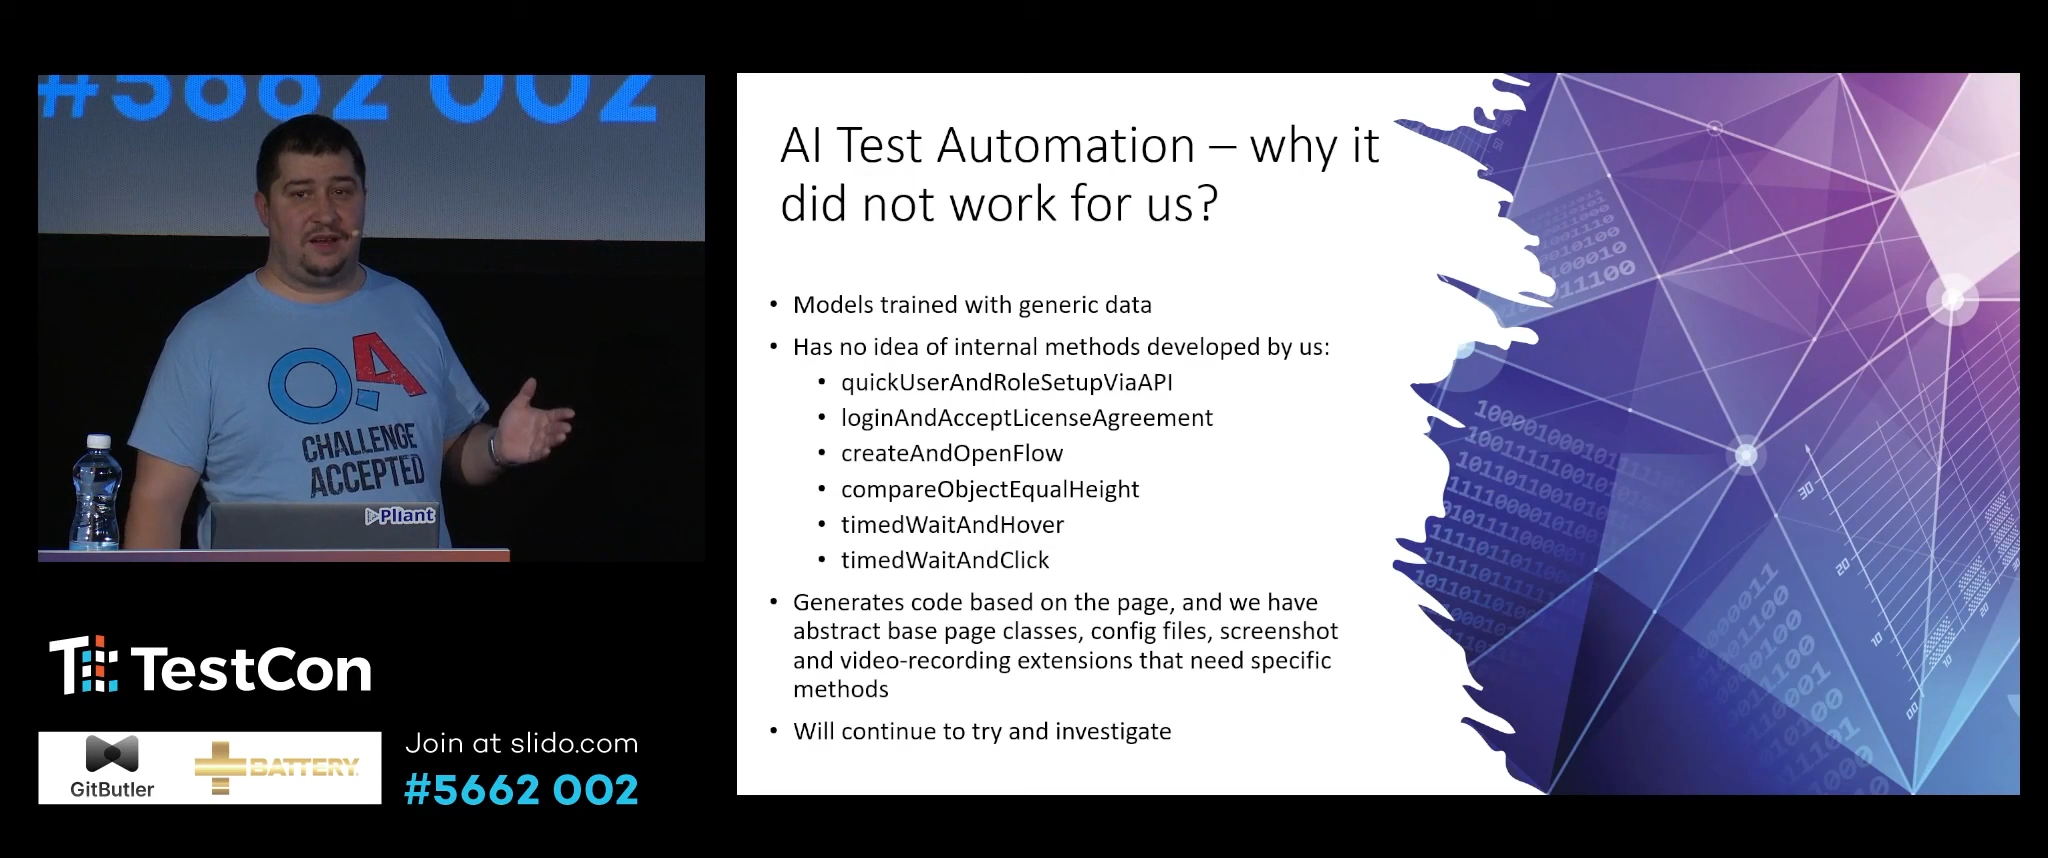 #5662 002
QA
CHALLENGE
ACCEPTED
Pliant
TestCon
GitButler
BATTERY
Join at slido.com
#5662 002
AI Test Automation – why it
did not work for us?
• Models trained with generic data
• Has no idea of internal methods developed by us:
• quickUserAndRoleSetupViaAPI
• loginAndAcceptLicenseAgreement
• createAndOpenFlow
• compareObjectEqualHeight
• timedWaitAndHover
• timedWaitAndClick
• Generates code based on the page, and we have
abstract base page classes, config files, screenshot
and video-recording extensions that need specific
methods
• Will continue to try and investigate